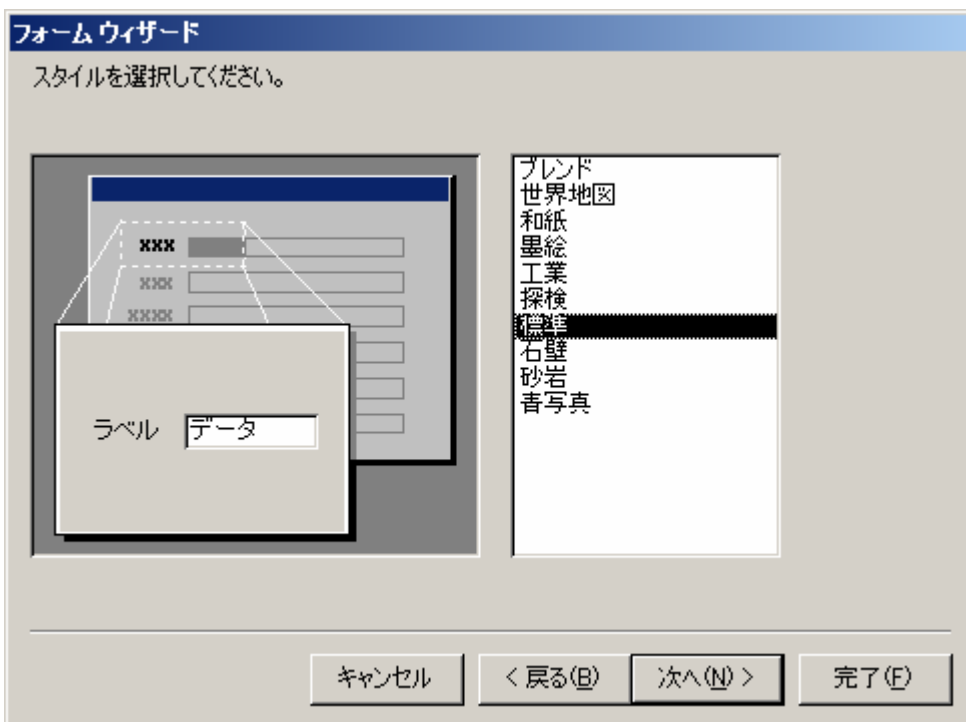 フォーム ウィザード
スタイルを選択してください。
xxx
xxx
xxxx
ラベル データ
ブレンド
世界地図
和紙
墨絵
工業
探検
標準
石壁
砂岩
青写真
キャンセル < 戻る(B) 次へ(N) > 完了(F)